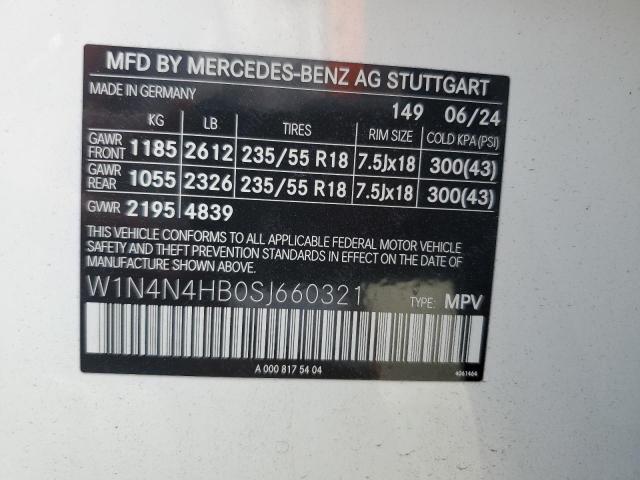 MFD BY MERCEDES-BENZ AG STUTTGART
MADE IN GERMANY
149 06/24
KG LB TIRES RIM SIZE COLD KPA (PSI)
GAWR FRONT 1185 2612 235/55 R18 7.5Jx18 300(43)
GAWR REAR 1055 2326 235/55 R18 7.5Jx18 300(43)
GVWR 2195 4839
THIS VEHICLE CONFORMS TO ALL APPLICABLE FEDERAL MOTOR VEHICLE
SAFETY AND THEFT PREVENTION STANDARDS IN EFFECT ON THE DATE
OF MANUFACTURE SHOWN ABOVE.
W1N4N4HB0SJ660321 TYPE: MPV
A 000 817 54 04
4061464